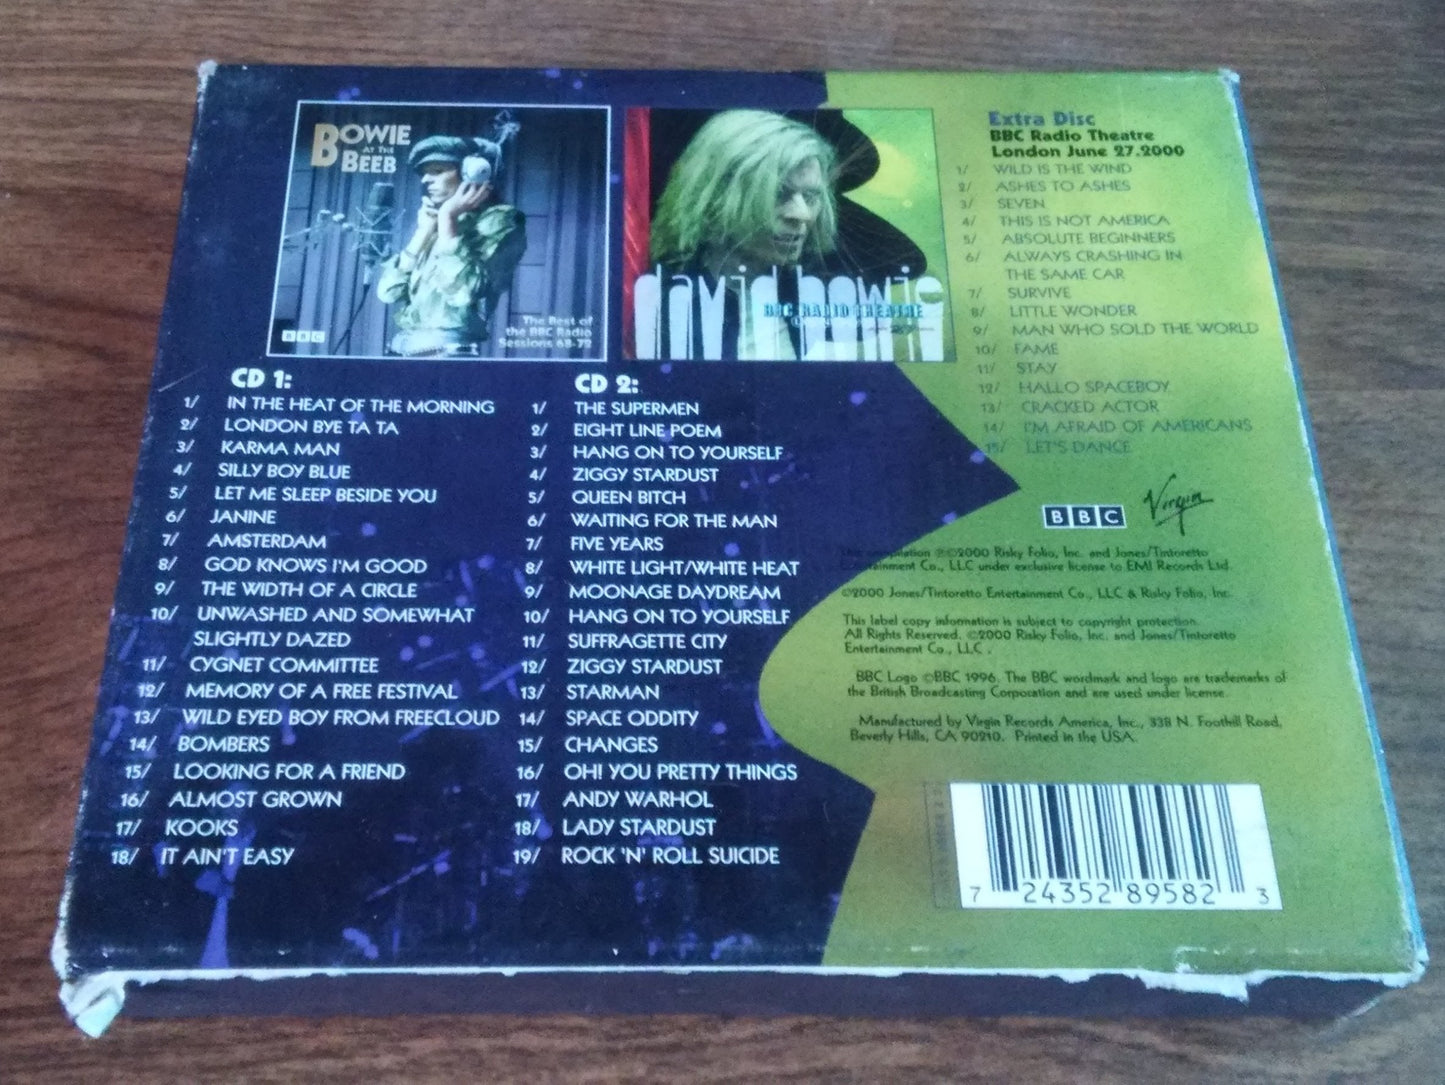 BOWIE
AT THE
BEEB
BBC
The Best of
the BBC Radio
Sessions 68-72
david bowie
BBC RADIO THEATRE
CD 1:
1/ IN THE HEAT OF THE MORNING
2/ LONDON BYE TA TA
3/ KARMA MAN
4/ SILLY BOY BLUE
5/ LET ME SLEEP BESIDE YOU
6/ JANINE
7/ AMSTERDAM
8/ GOD KNOWS I'M GOOD
9/ THE WIDTH OF A CIRCLE
10/ UNWASHED AND SOMEWHAT
SLIGHTLY DAZED
11/ CYGNET COMMITTEE
12/ MEMORY OF A FREE FESTIVAL
13/ WILD EYED BOY FROM FREECLOUD
14/ BOMBERS
15/ LOOKING FOR A FRIEND
16/ ALMOST GROWN
17/ KOOKS
18/ IT AIN'T EASY
CD 2:
1/ THE SUPERMEN
2/ EIGHT LINE POEM
3/ HANG ON TO YOURSELF
4/ ZIGGY STARDUST
5/ QUEEN BITCH
6/ WAITING FOR THE MAN
7/ FIVE YEARS
8/ WHITE LIGHT/WHITE HEAT
9/ MOONAGE DAYDREAM
10/ HANG ON TO YOURSELF
11/ SUFFRAGETTE CITY
12/ ZIGGY STARDUST
13/ STARMAN
14/ SPACE ODDITY
15/ CHANGES
16/ OH! YOU PRETTY THINGS
17/ ANDY WARHOL
18/ LADY STARDUST
19/ ROCK 'N' ROLL SUICIDE
Extra Disc
BBC Radio Theatre
London June 27.2000
1/ WILD IS THE WIND
2/ ASHES TO ASHES
3/ SEVEN
4/ THIS IS NOT AMERICA
5/ ABSOLUTE BEGINNERS
6/ ALWAYS CRASHING IN
THE SAME CAR
7/ SURVIVE
8/ LITTLE WONDER
9/ MAN WHO SOLD THE WORLD
10/ FAME
11/ STAY
12/ HALLO SPACEBOY
13/ CRACKED ACTOR
14/ I'M AFRAID OF AMERICANS
15/ LET'S DANCE
BBC Virgin
This compilation ℗©2000 Risky Folio, Inc. and Jones/Tintoretto
Entertainment Co., LLC under exclusive license to EMI Records Ltd.
©2000 Jones/Tintoretto Entertainment Co., LLC & Risky Folio, Inc.
This label copy information is subject to copyright protection.
All Rights Reserved. ©2000 Risky Folio, Inc. and Jones/Tintoretto
Entertainment Co., LLC.
BBC Logo ©BBC 1996. The BBC wordmark and logo are trademarks of
the British Broadcasting Corporation and are used under license.
Manufactured by Virgin Records America, Inc., 338 N. Foothill Road,
Beverly Hills, CA 90210. Printed in the USA.
7 24352 89582 3